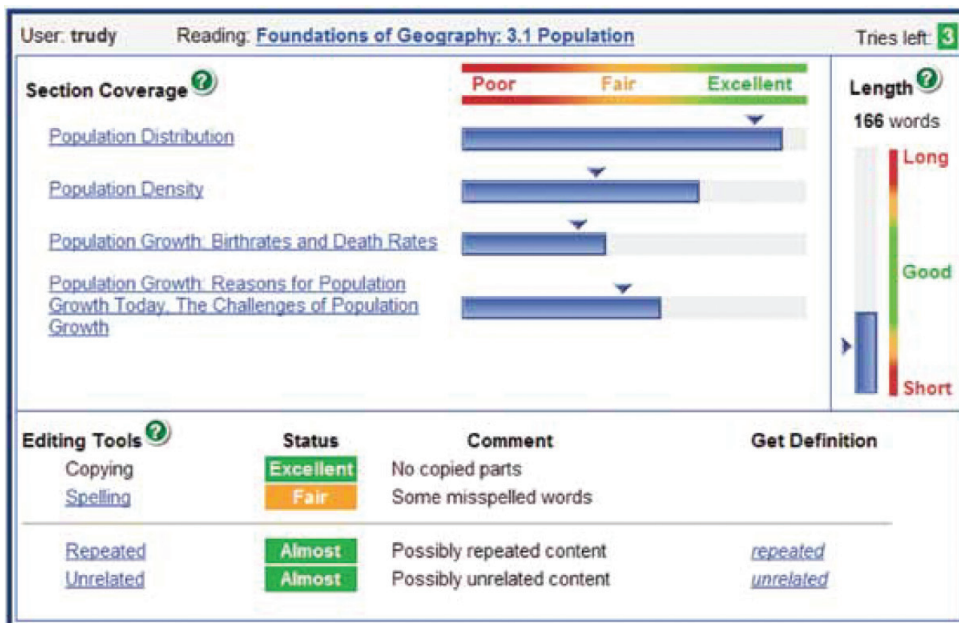 User: trudy Reading: Foundations of Geography: 3.1 Population Tries left: 3
Section Coverage ?
Poor Fair Excellent
Length ?
166 words
Population Distribution
Population Density
Population Growth: Birthrates and Death Rates
Population Growth: Reasons for Population
Growth Today, The Challenges of Population
Growth
Long
Good
Short
Editing Tools ? Status Comment Get Definition
Copying Excellent No copied parts
Spelling Fair Some misspelled words
Repeated Almost Possibly repeated content repeated
Unrelated Almost Possibly unrelated content unrelated